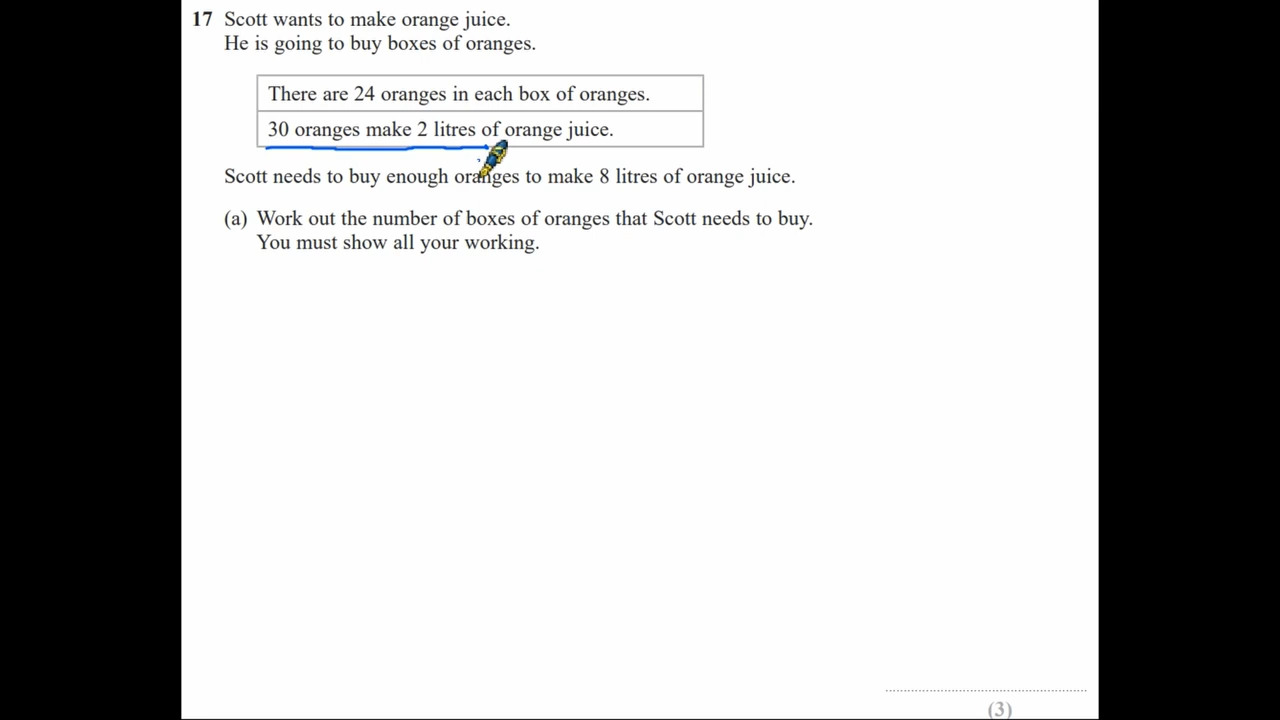 17 Scott wants to make orange juice.
He is going to buy boxes of oranges.
There are 24 oranges in each box of oranges.
30 oranges make 2 litres of orange juice.
Scott needs to buy enough oranges to make 8 litres of orange juice.
(a) Work out the number of boxes of oranges that Scott needs to buy.
You must show all your working.
(3)